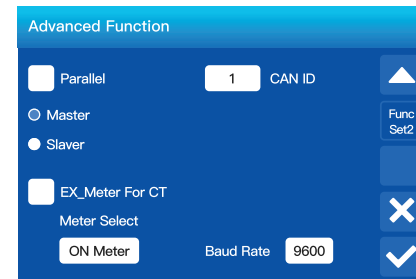 Advanced Function
Parallel
1 CAN ID
Master
Slaver
EX_Meter For CT
Meter Select
ON Meter
Baud Rate 9600
Func
Set2